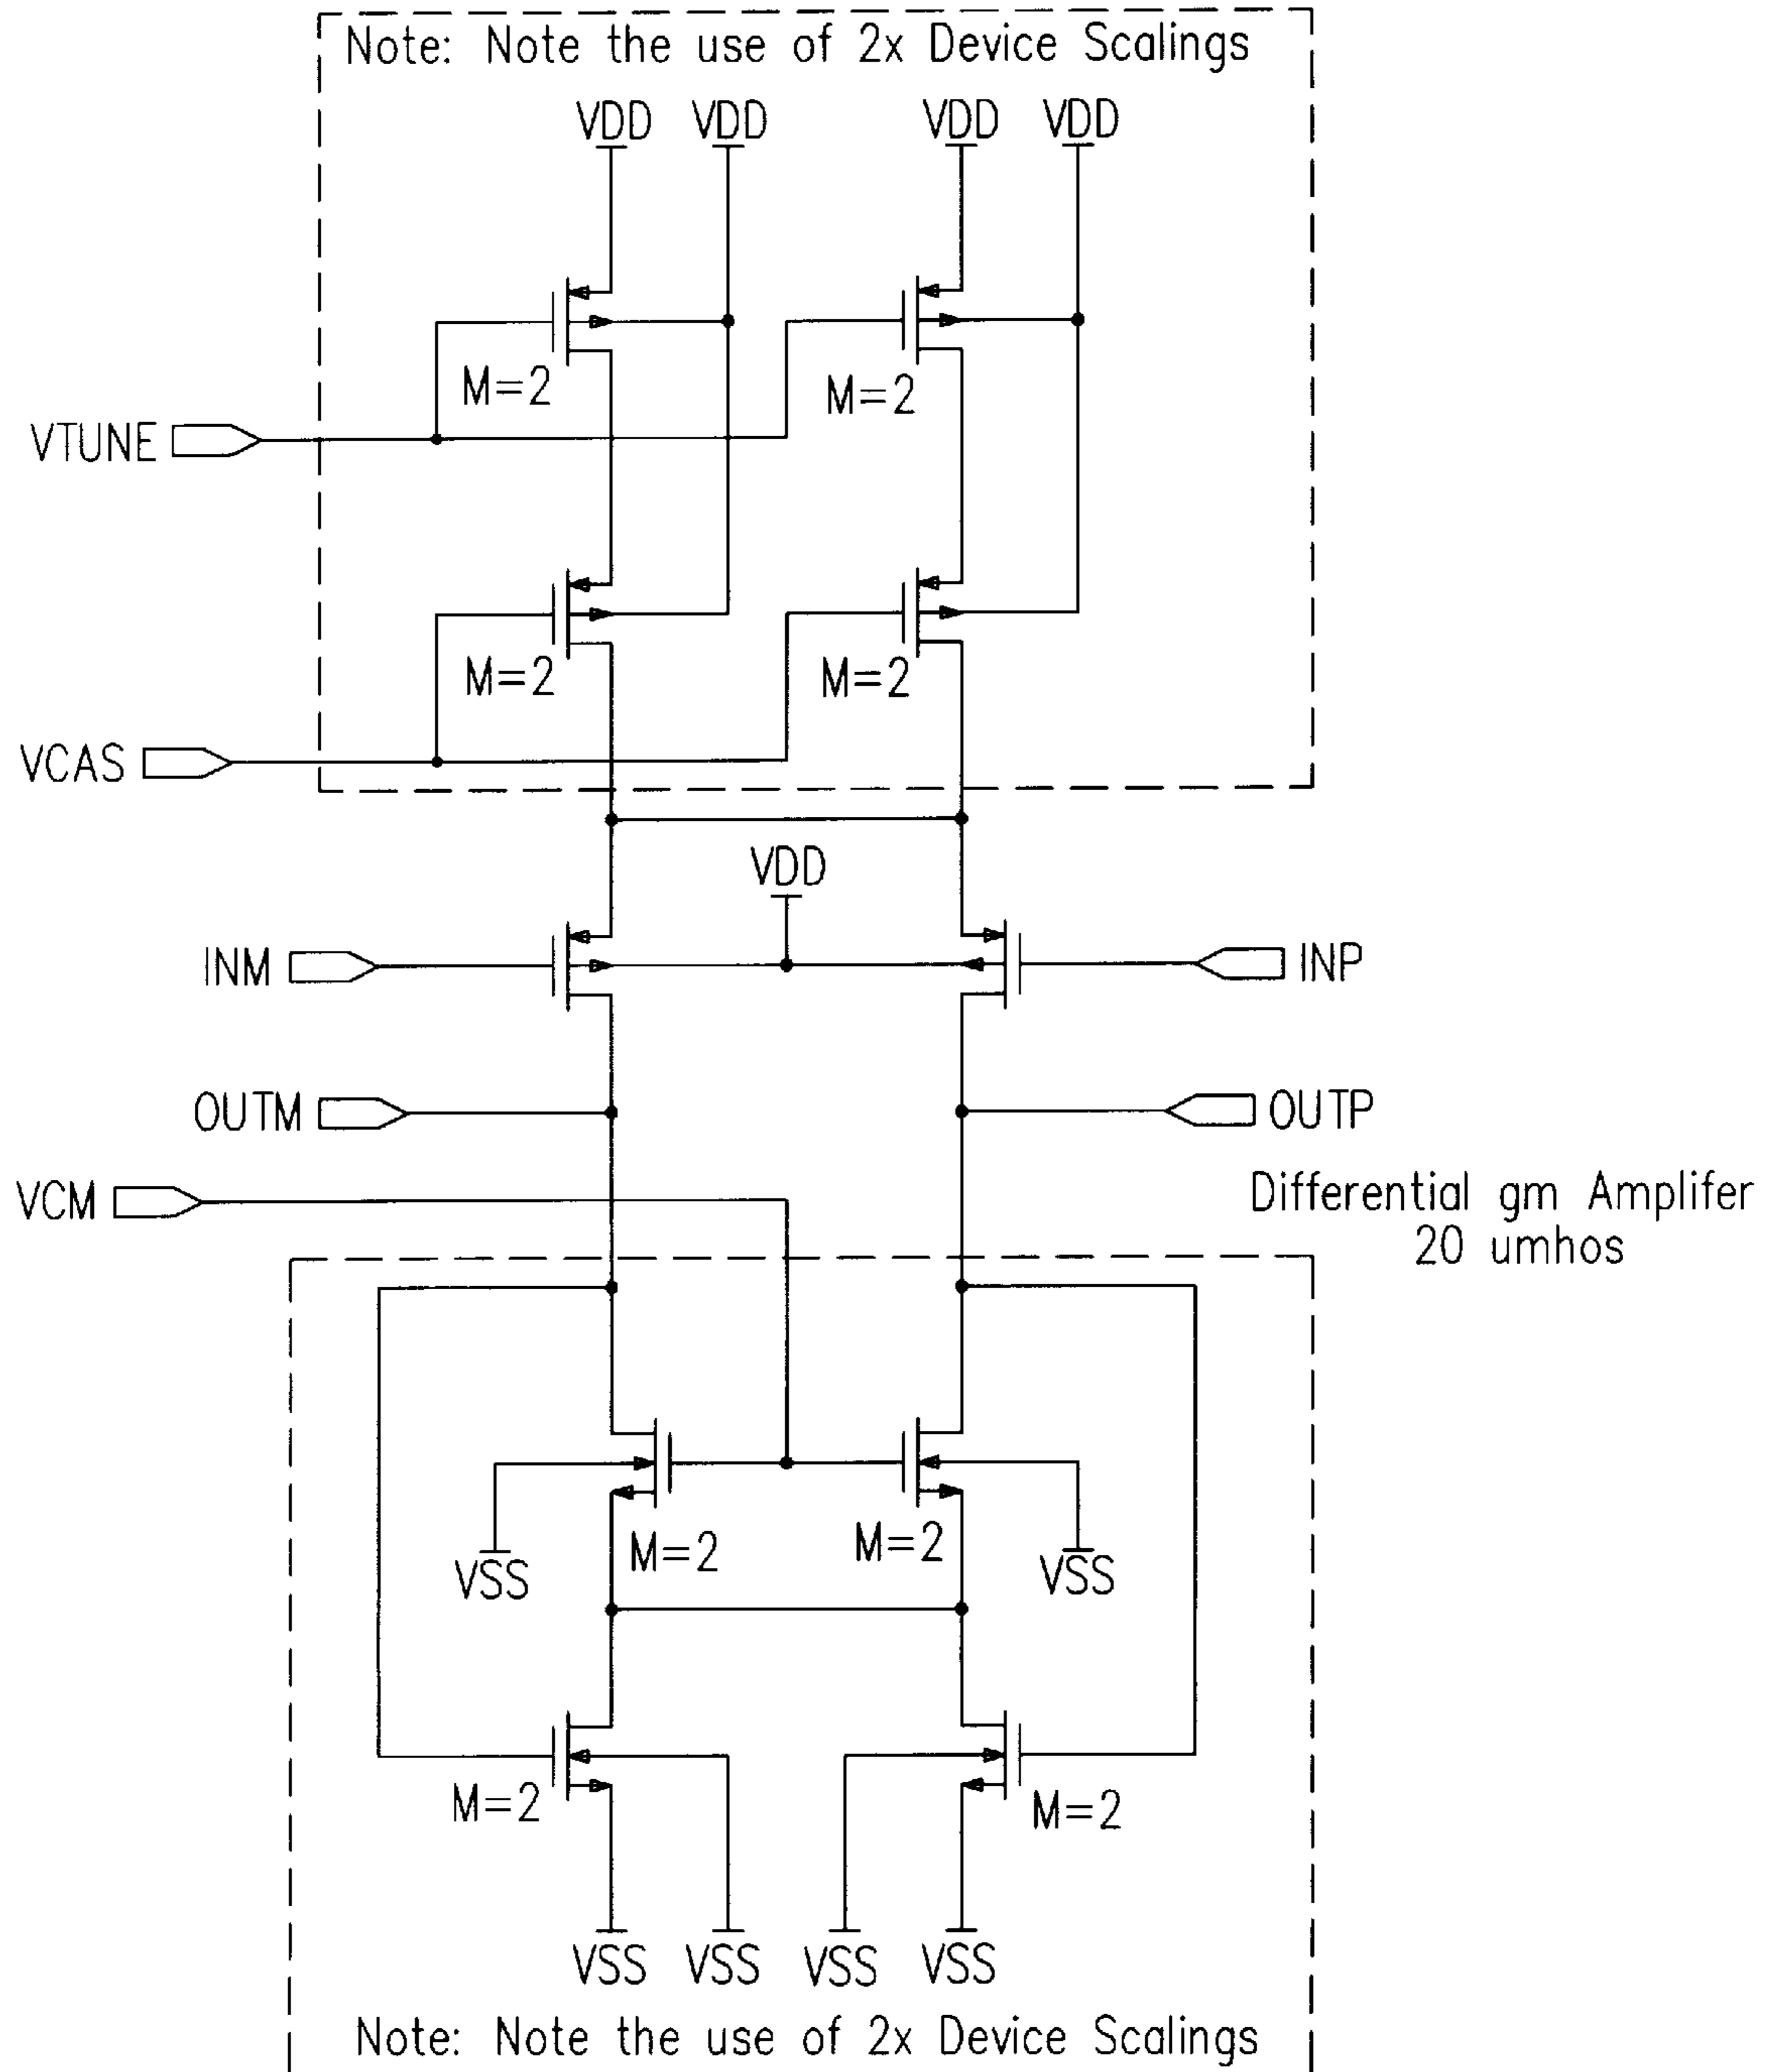 Note: Note the use of 2x Device Scalings
VDD VDD VDD VDD
M=2 M=2
VTUNE
M=2 M=2
VCAS
VDD
INM INP
OUTM OUTP
VCM
Differential gm Amplifer
20 umhos
M=2 M=2
VSS VSS
M=2 M=2
VSS VSS VSS VSS
Note: Note the use of 2x Device Scalings